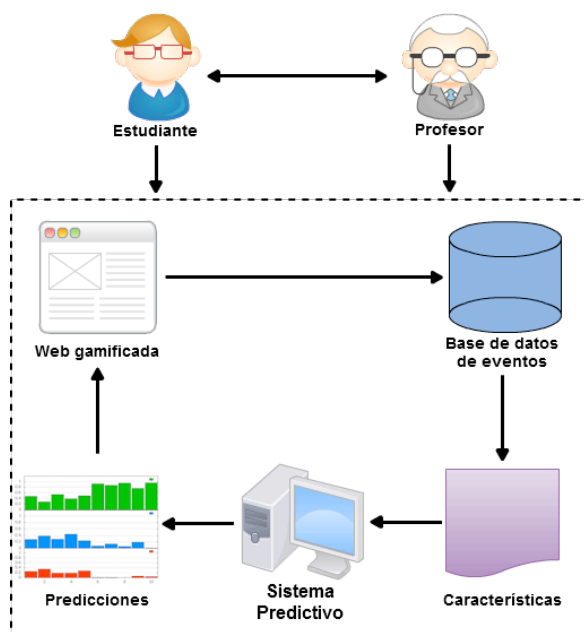 Estudiante
Profesor
Web gamificada
Base de datos
de eventos
Predicciones
Sistema
Predictivo
Características